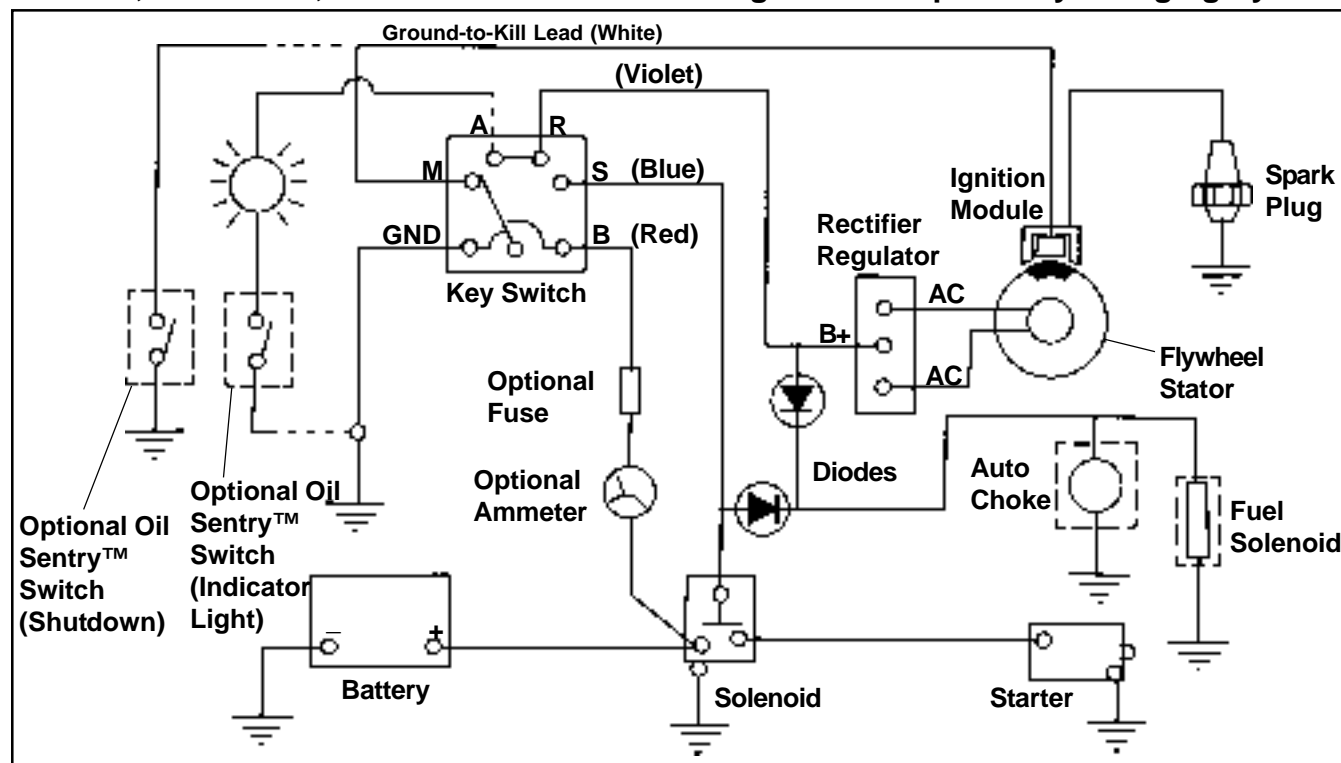 Ground-to-Kill Lead (White)
(Violet)
A
R
M
S
(Blue)
GND
B
(Red)
Key Switch
Ignition
Module
Spark
Plug
Rectifier
Regulator
AC
B+
AC
Flywheel
Stator
Optional
Fuse
Optional
Ammeter
Diodes
Auto
Choke
Fuel
Solenoid
Optional Oil
Sentry™
Switch
(Shutdown)
Optional Oil
Sentry™
Switch
(Indicator
Light)
–
+
Battery
Solenoid
Starter